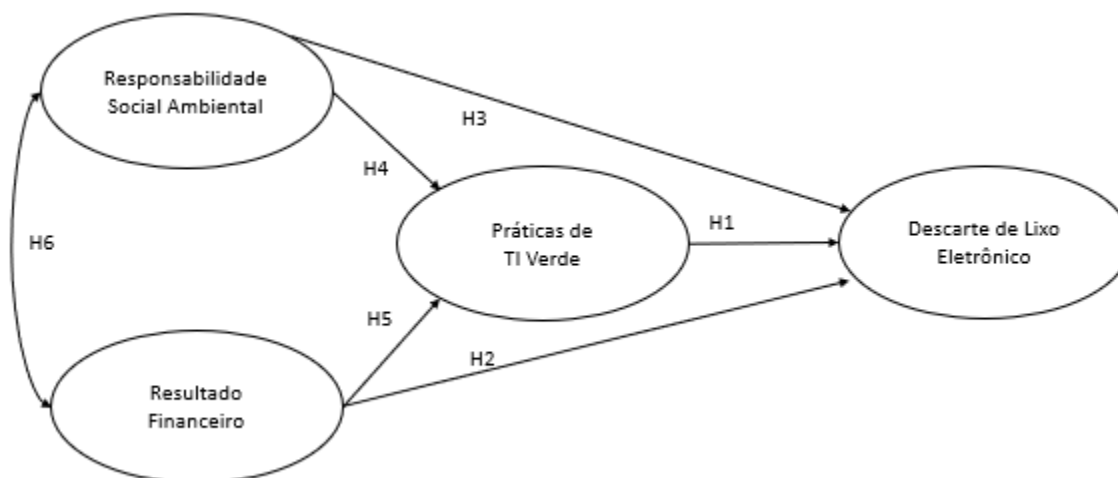 Responsabilidade
Social Ambiental
H3
H4
Práticas de
TI Verde
H1
Descarte de Lixo
Eletrônico
H6
H5
H2
Resultado
Financeiro